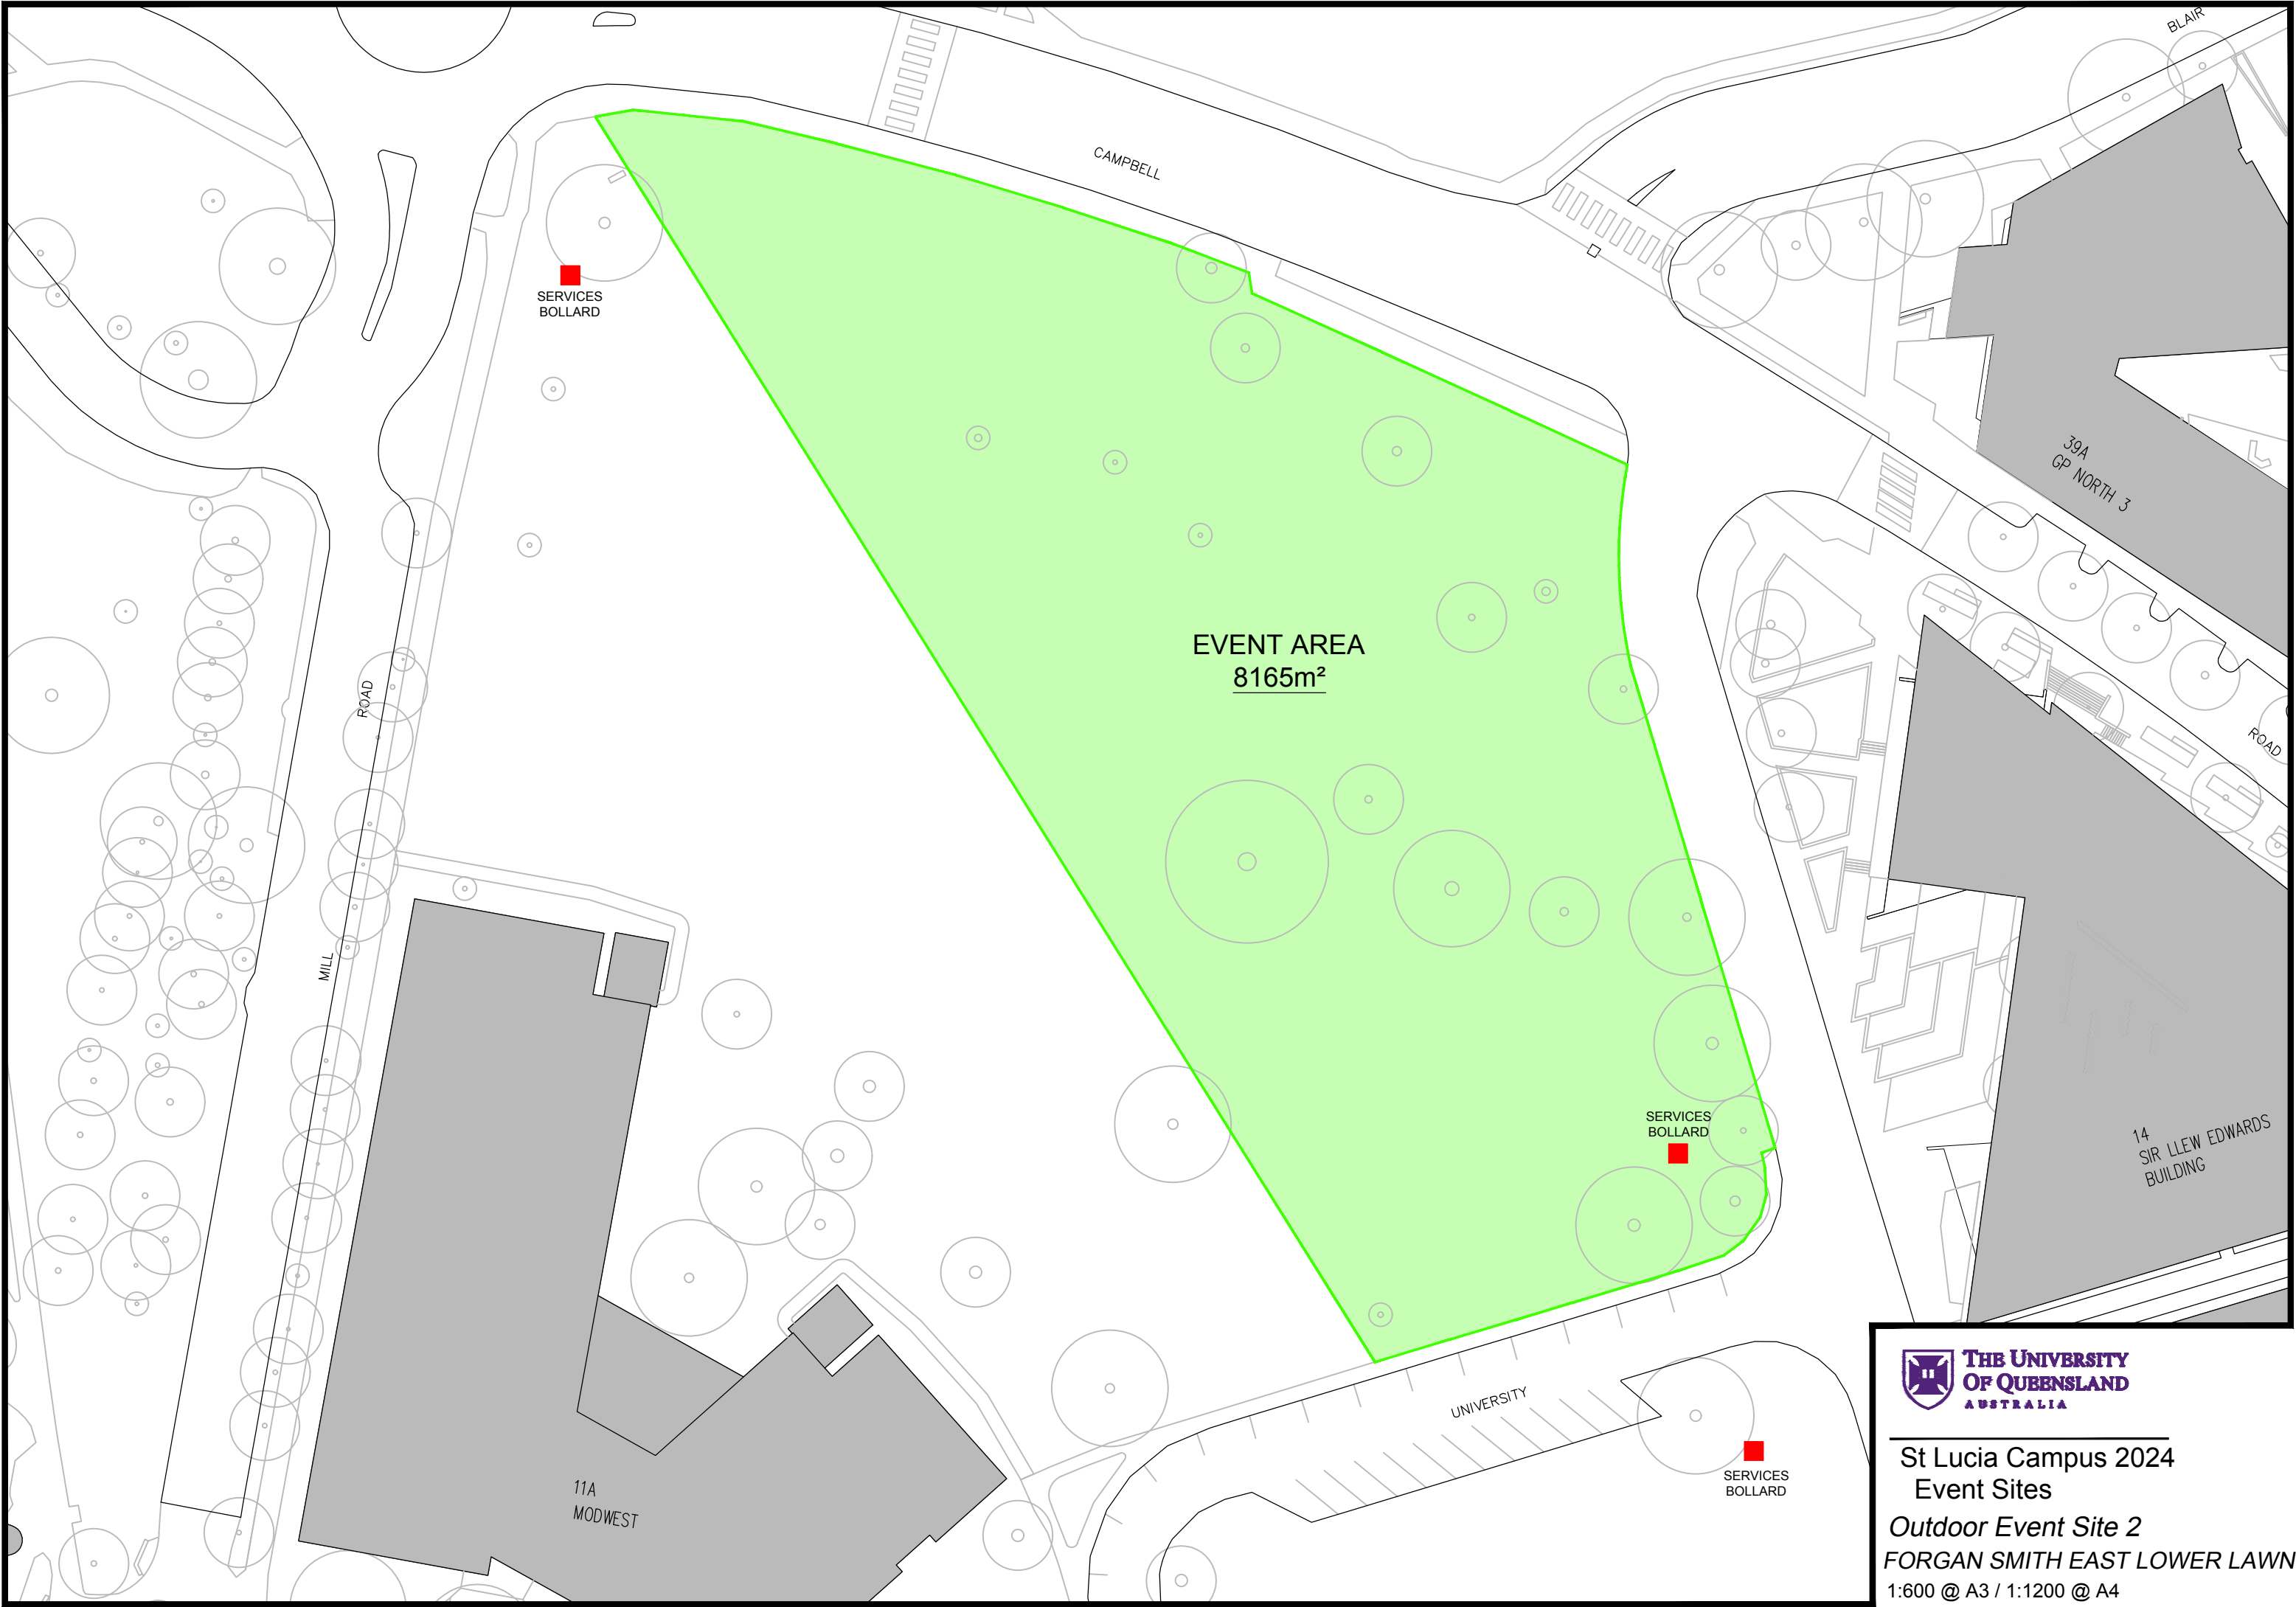 BLAIR
CAMPBELL
SERVICES
BOLLARD
39A
GP NORTH 3
EVENT AREA
8165m²
ROAD
ROAD
MILL
SERVICES
BOLLARD
14
SIR LLEW EDWARDS
BUILDING
UNIVERSITY
SERVICES
BOLLARD
11A
MODWEST
THE UNIVERSITY
OF QUEENSLAND
AUSTRALIA
St Lucia Campus 2024
Event Sites
Outdoor Event Site 2
FORGAN SMITH EAST LOWER LAWN
1:600 @ A3 / 1:1200 @ A4